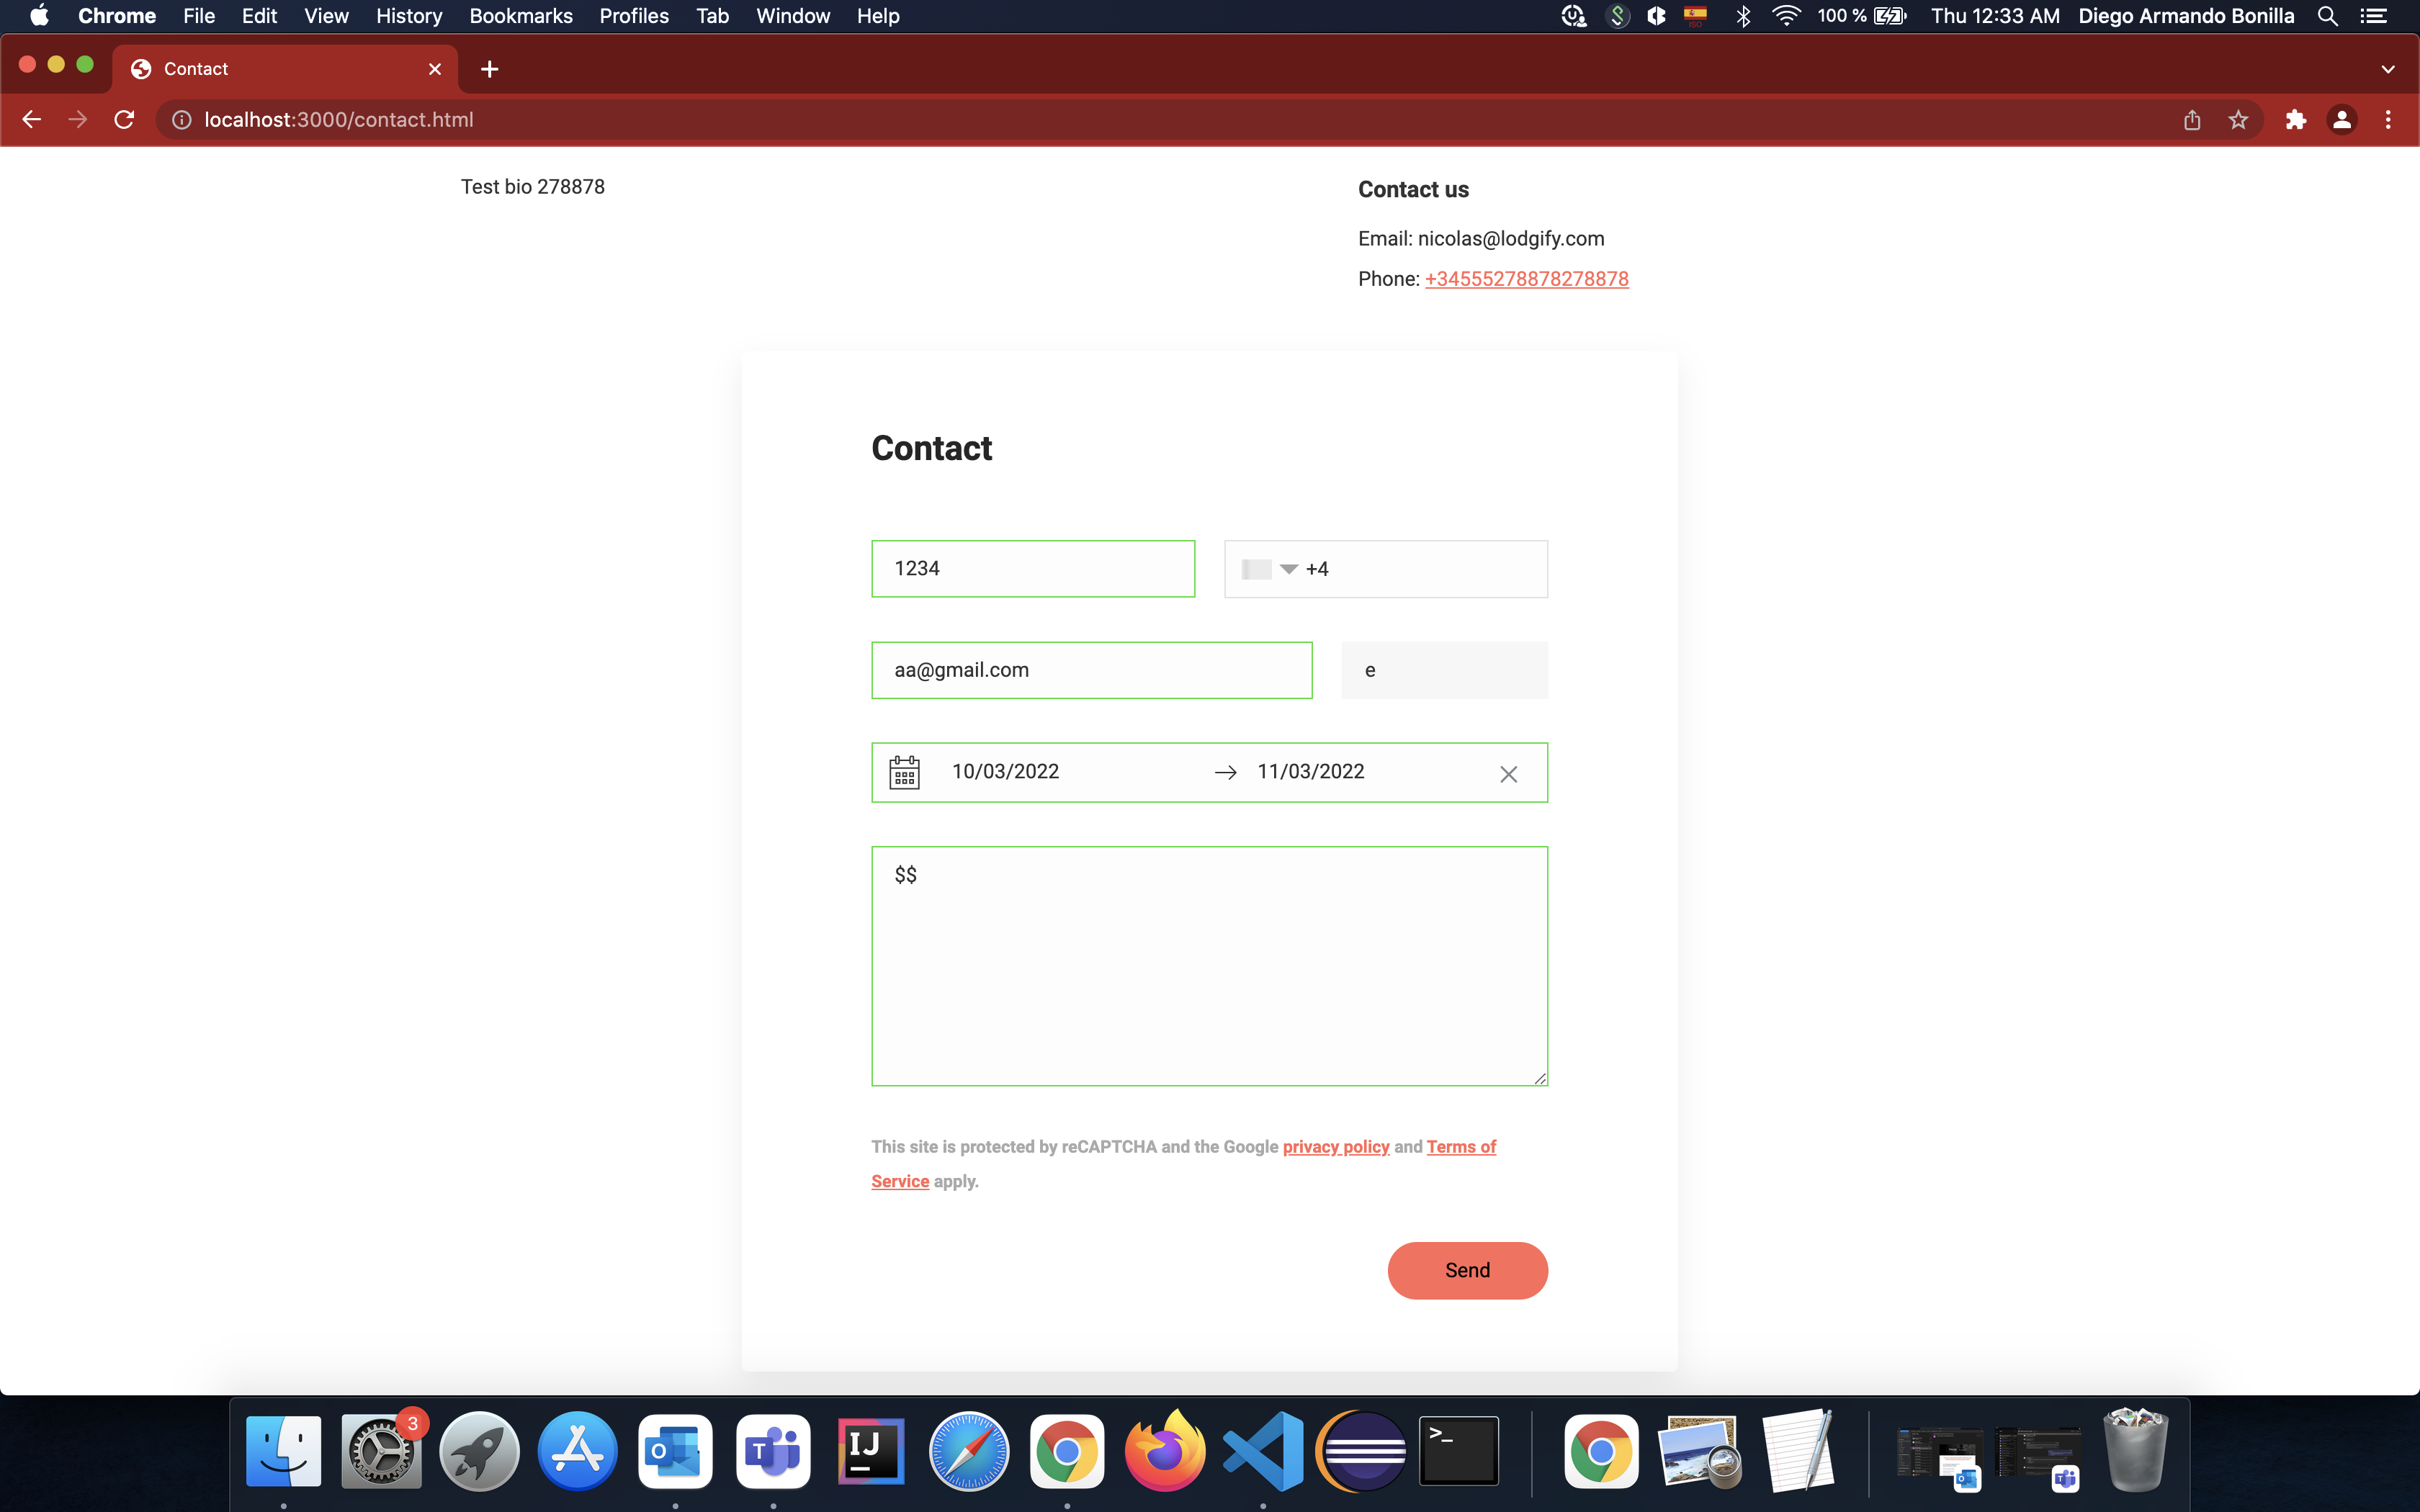 Chrome File Edit View History Bookmarks Profiles Tab Window Help 100 % Thu 12:33 AM Diego Armando Bonilla
Contact
localhost:3000/contact.html
Test bio 278878
Contact us
Email: nicolas@lodgify.com
Phone: +34555278878278878
Contact
1234
+4
aa@gmail.com
e
10/03/2022 → 11/03/2022
$$
This site is protected by reCAPTCHA and the Google privacy policy and Terms of
Service apply.
Send
3
IJ
>_